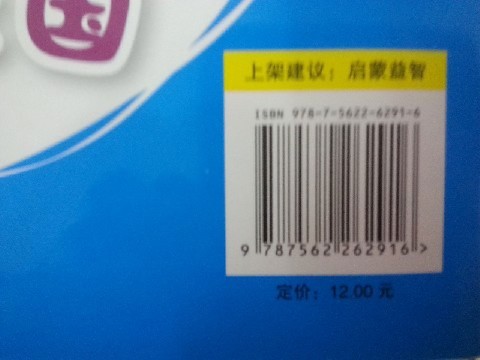 上架建议：启蒙益智
ISBN 978-7-5622-6291-6
9 787562 262916 >
定价：12.00 元